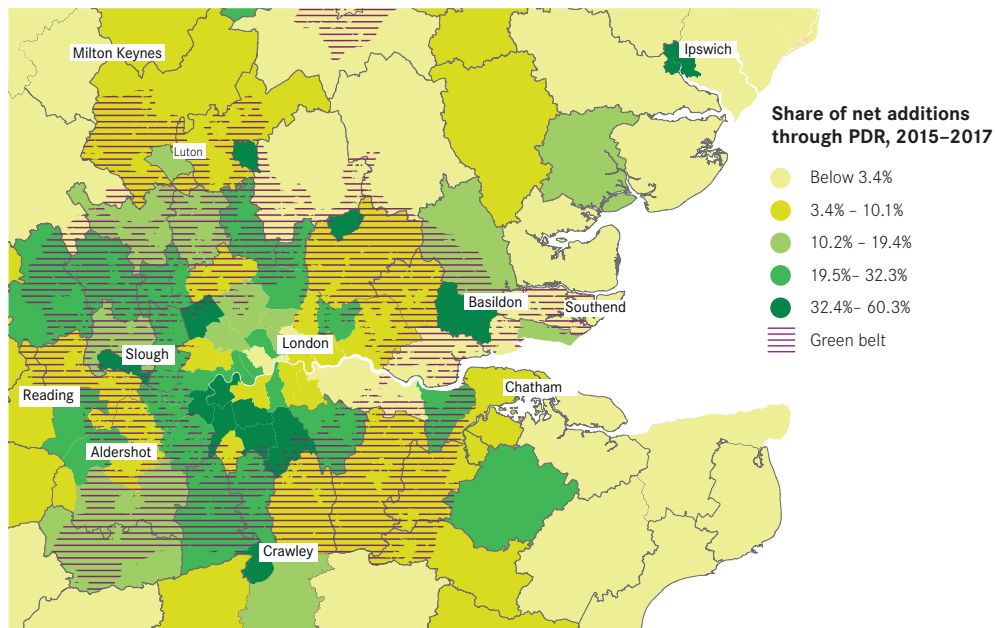 Milton Keynes
Ipswich
Luton
Basildon
Southend
London
Slough
Chatham
Reading
Aldershot
Crawley
Share of net additions
through PDR, 2015–2017
Below 3.4%
3.4% – 10.1%
10.2% – 19.4%
19.5%– 32.3%
32.4%– 60.3%
Green belt